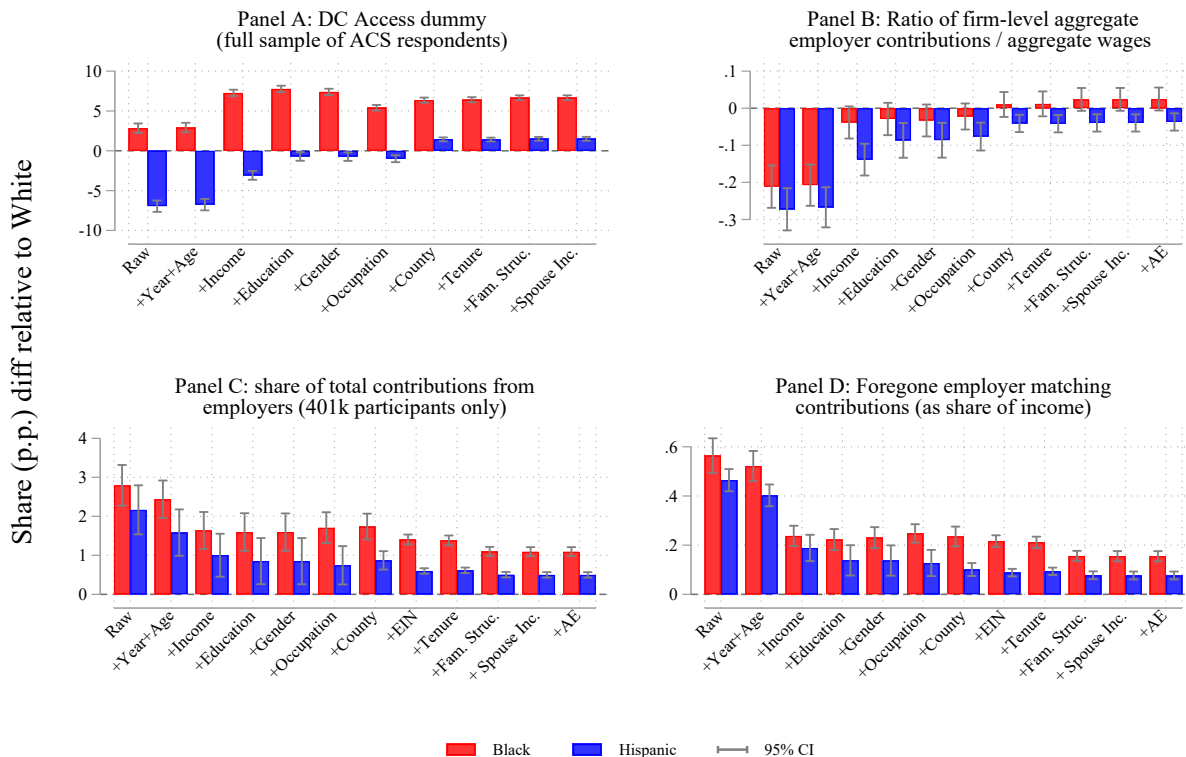 Share (p.p.) diff relative to White
Panel A: DC Access dummy
(full sample of ACS respondents)
10
5
0
-5
-10
Raw
+Year+Age
+Income
+Education
+Gender
+Occupation
+County
+Tenure
+Fam. Struc.
+Spouse Inc.
Panel B: Ratio of firm-level aggregate
employer contributions / aggregate wages
.1
0
-.1
-.2
-.3
Raw
+Year+Age
+Income
+Education
+Gender
+Occupation
+County
+Tenure
+Fam. Struc.
+Spouse Inc.
+AE
Panel C: share of total contributions from
employers (401k participants only)
4
3
2
1
0
Raw
+Year+Age
+Income
+Education
+Gender
+Occupation
+County
+EIN
+Tenure
+Fam. Struc.
+ Spouse Inc.
+AE
Panel D: Foregone employer matching
contributions (as share of income)
.6
.4
.2
0
Raw
+Year+Age
+Income
+Education
+Gender
+Occupation
+County
+EIN
+Tenure
+Fam. Struc.
+ Spouse Inc.
+AE
Black
Hispanic
95% CI